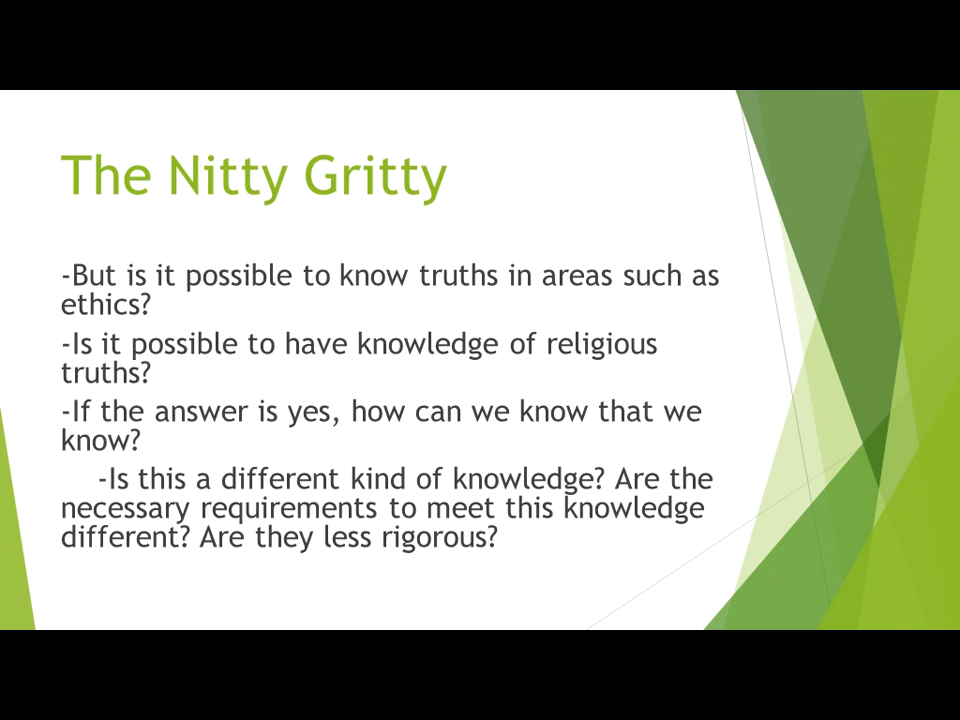 The Nitty Gritty
-But is it possible to know truths in areas such as
ethics?
-Is it possible to have knowledge of religious
truths?
-If the answer is yes, how can we know that we
know?
-Is this a different kind of knowledge? Are the
necessary requirements to meet this knowledge
different? Are they less rigorous?